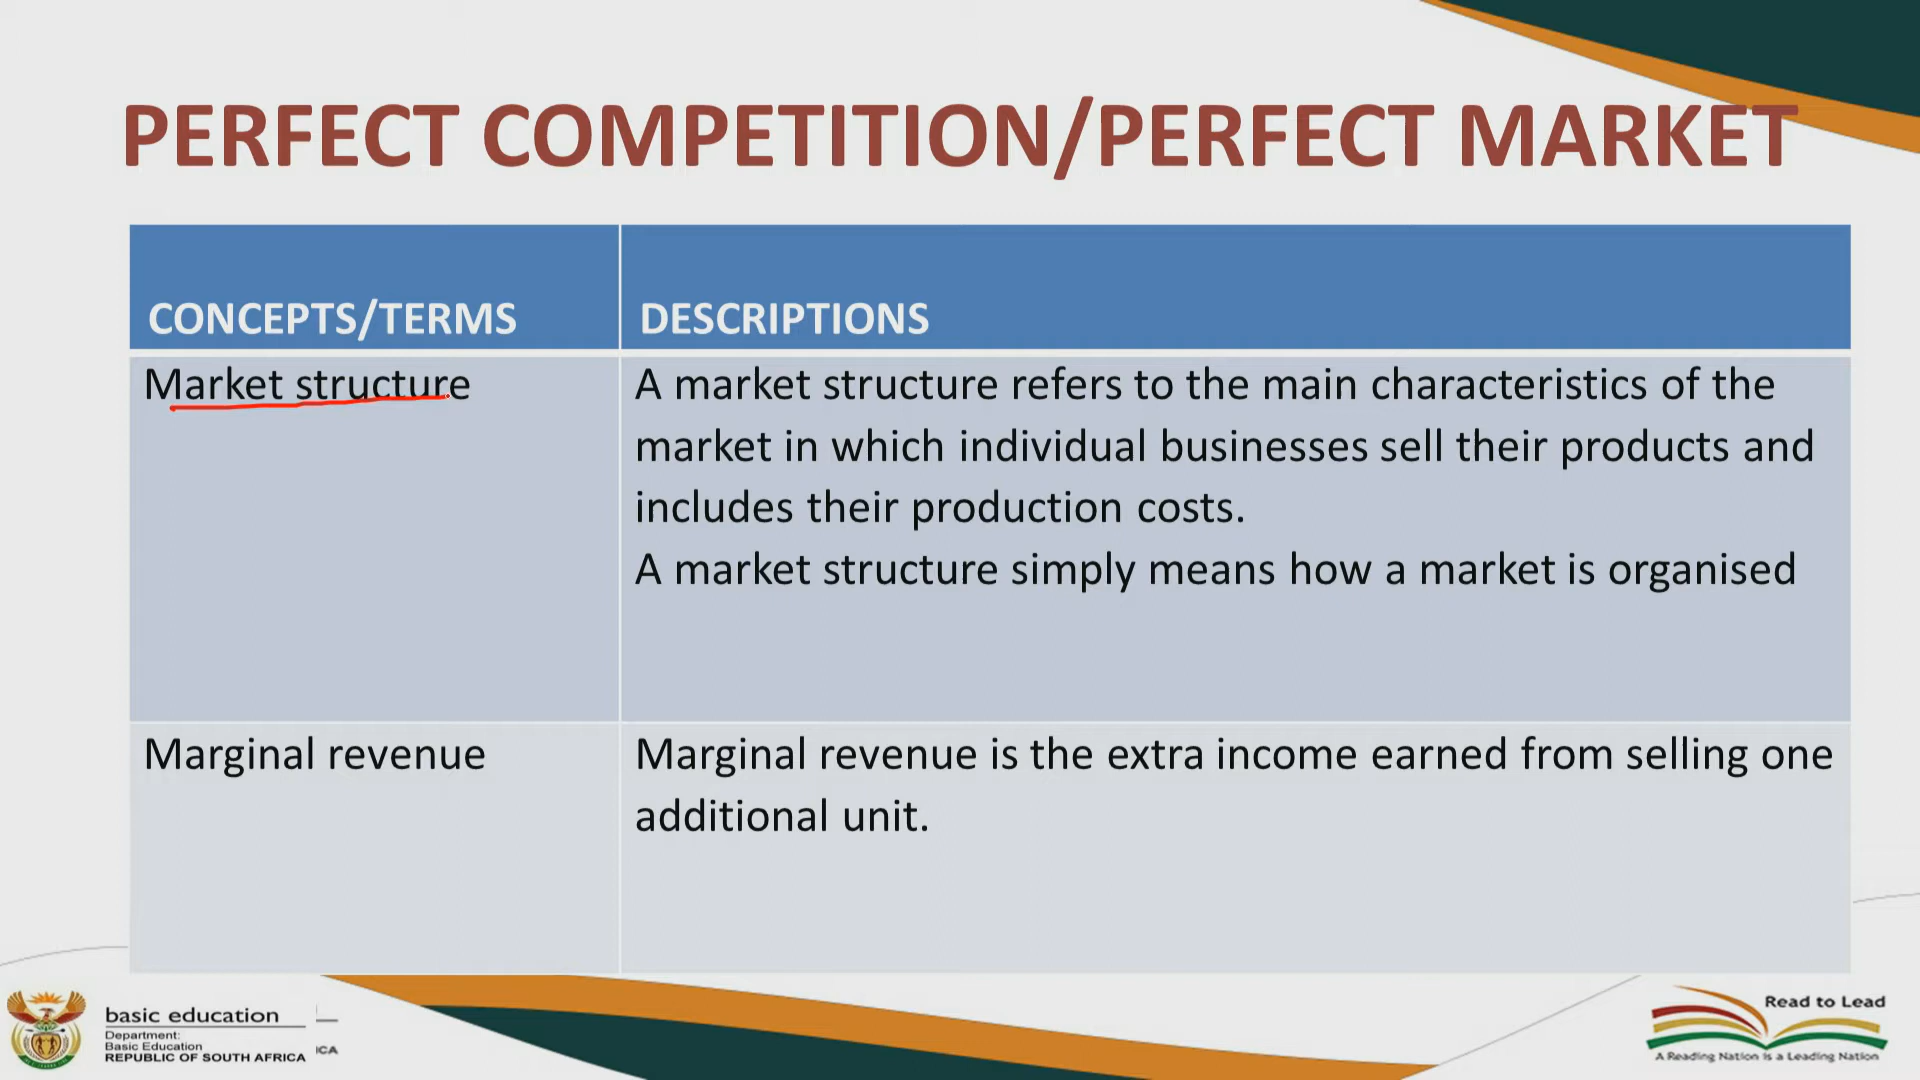 PERFECT COMPETITION/PERFECT MARKET
CONCEPTS/TERMS
DESCRIPTIONS
Market structure
A market structure refers to the main characteristics of the
market in which individual businesses sell their products and
includes their production costs.
A market structure simply means how a market is organised
Marginal revenue
Marginal revenue is the extra income earned from selling one
additional unit.
basic education
Department:
Basic Education
REPUBLIC OF SOUTH AFRICA
ICA
Read to Lead
A Reading Nation is a Leading Nation